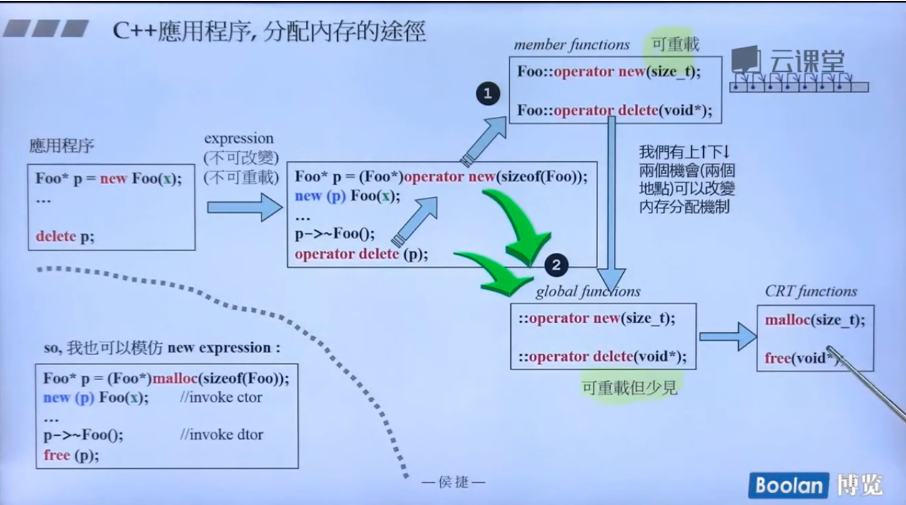 C++應用程序, 分配內存的途徑
member functions 可重載
云课堂
Foo::operator new(size_t);
Foo::operator delete(void*);
1
應用程序
Foo* p = new Foo(x);
...
delete p;
expression
(不可改變)
(不可重載)
Foo* p = (Foo*)operator new(sizeof(Foo));
new (p) Foo(x);
...
p->~Foo();
operator delete (p);
我們有上↑下↓
兩個機會(兩個
地點)可以改變
內存分配機制
2
global functions
::operator new(size_t);
::operator delete(void*);
可重載但少見
CRT functions
malloc(size_t);
free(void*);
so, 我也可以模仿 new expression :
Foo* p = (Foo*)malloc(sizeof(Foo));
new (p) Foo(x); //invoke ctor
...
p->~Foo(); //invoke dtor
free (p);
—侯捷—
Boolan 博览